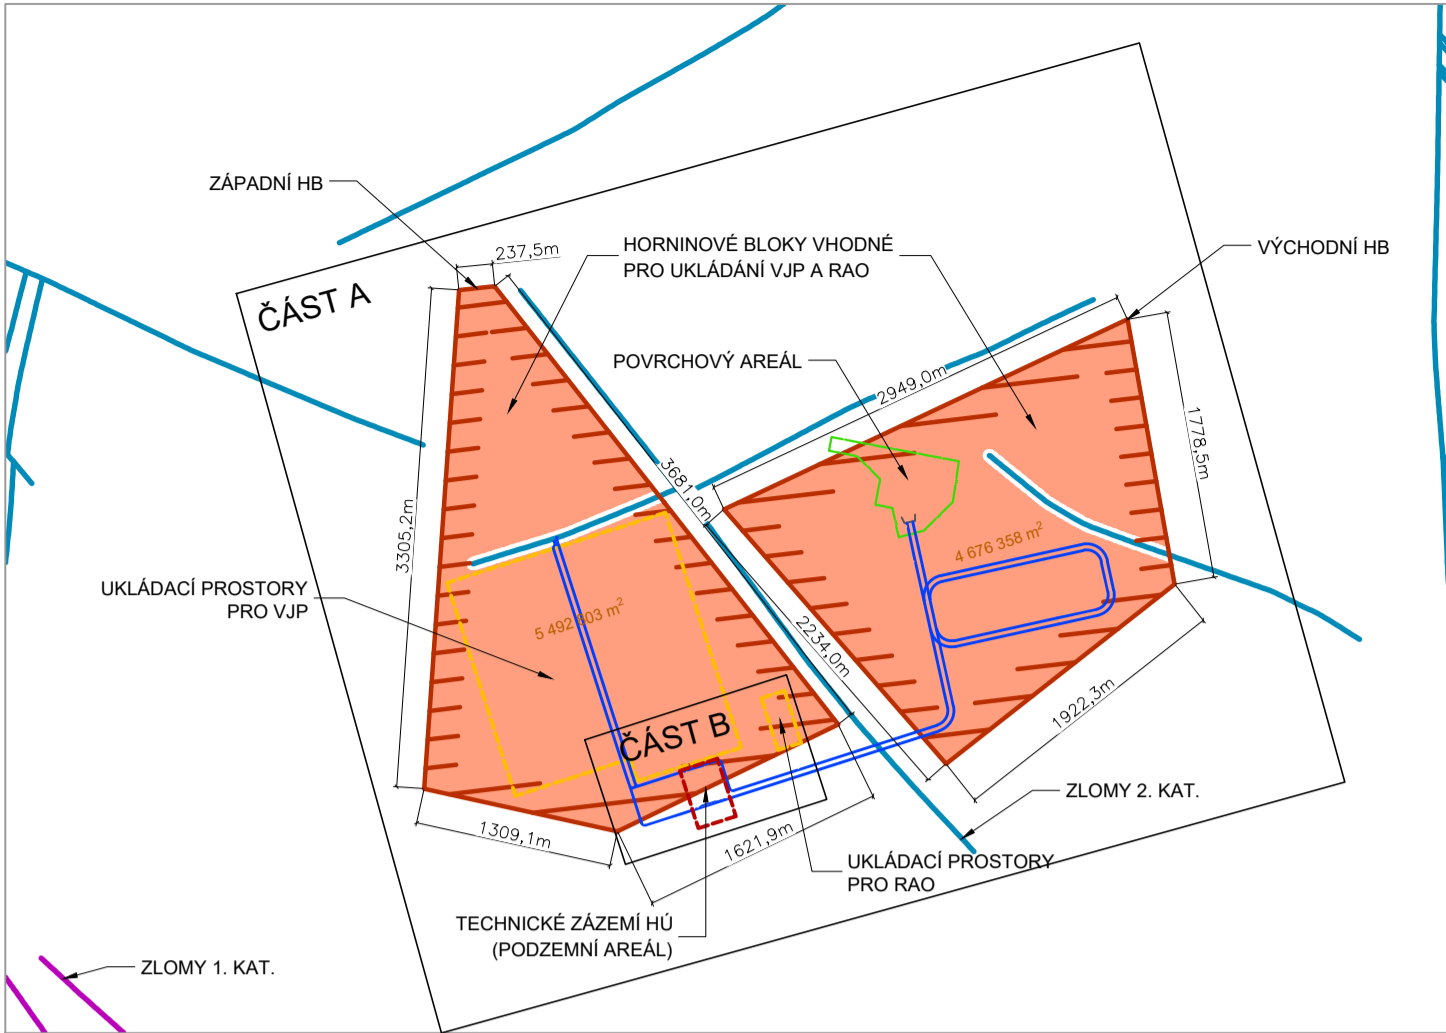 ZÁPADNÍ HB
237,5m
HORNINOVÉ BLOKY VHODNÉ
PRO UKLÁDÁNÍ VJP A RAO
VÝCHODNÍ HB
ČÁST A
POVRCHOVÝ AREÁL
2949,0m
1778,5m
3681,0m
3305,2m
4 676 358 m²
UKLÁDACÍ PROSTORY
PRO VJP
5 492 803 m²
2234,0m
1922,3m
ČÁST B
ZLOMY 2. KAT.
1309,1m
1621,9m
UKLÁDACÍ PROSTORY
PRO RAO
TECHNICKÉ ZÁZEMÍ HÚ
(PODZEMNÍ AREÁL)
ZLOMY 1. KAT.